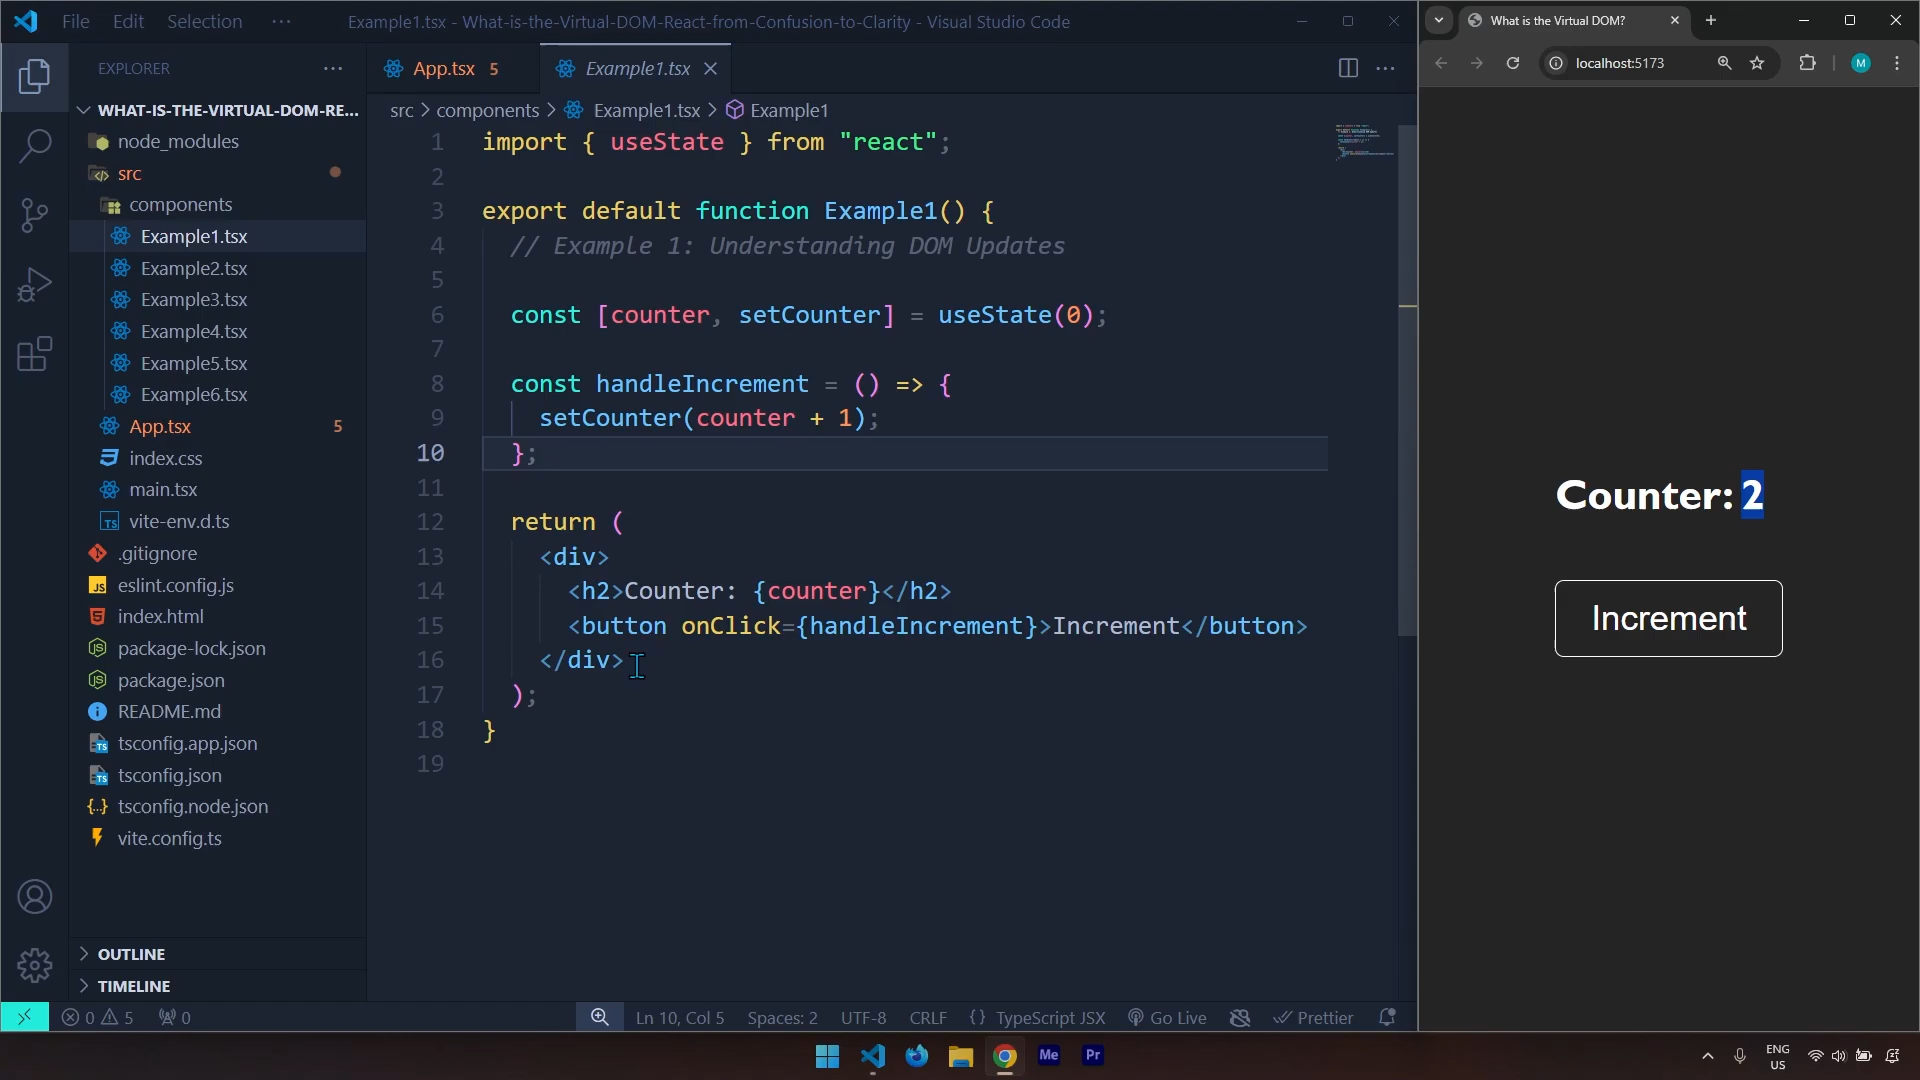 File Edit Selection ··· Example1.tsx - What-is-the-Virtual-DOM-React-from-Confusion-to-Clarity - Visual Studio Code
EXPLORER ···
WHAT-IS-THE-VIRTUAL-DOM-RE...
node_modules
src
components
Example1.tsx
Example2.tsx
Example3.tsx
Example4.tsx
Example5.tsx
Example6.tsx
App.tsx 5
index.css
main.tsx
TS vite-env.d.ts
.gitignore
JS eslint.config.js
index.html
package-lock.json
package.json
README.md
TS tsconfig.app.json
TS tsconfig.json
{..} tsconfig.node.json
vite.config.ts
OUTLINE
TIMELINE
App.tsx 5 Example1.tsx
src > components > Example1.tsx > Example1
1 import { useState } from "react";
2
3 export default function Example1() {
4 // Example 1: Understanding DOM Updates
5
6 const [counter, setCounter] = useState(0);
7
8 const handleIncrement = () => {
9 setCounter(counter + 1);
10 };
11
12 return (
13 <div>
14 <h2>Counter: {counter}</h2>
15 <button onClick={handleIncrement}>Increment</button>
16 </div>
17 );
18 }
19
0 5 0 Ln 10, Col 5 Spaces: 2 UTF-8 CRLF {} TypeScript JSX Go Live Prettier
What is the Virtual DOM?
localhost:5173 M
Counter: 2
Increment
Me Pr
ENG
US